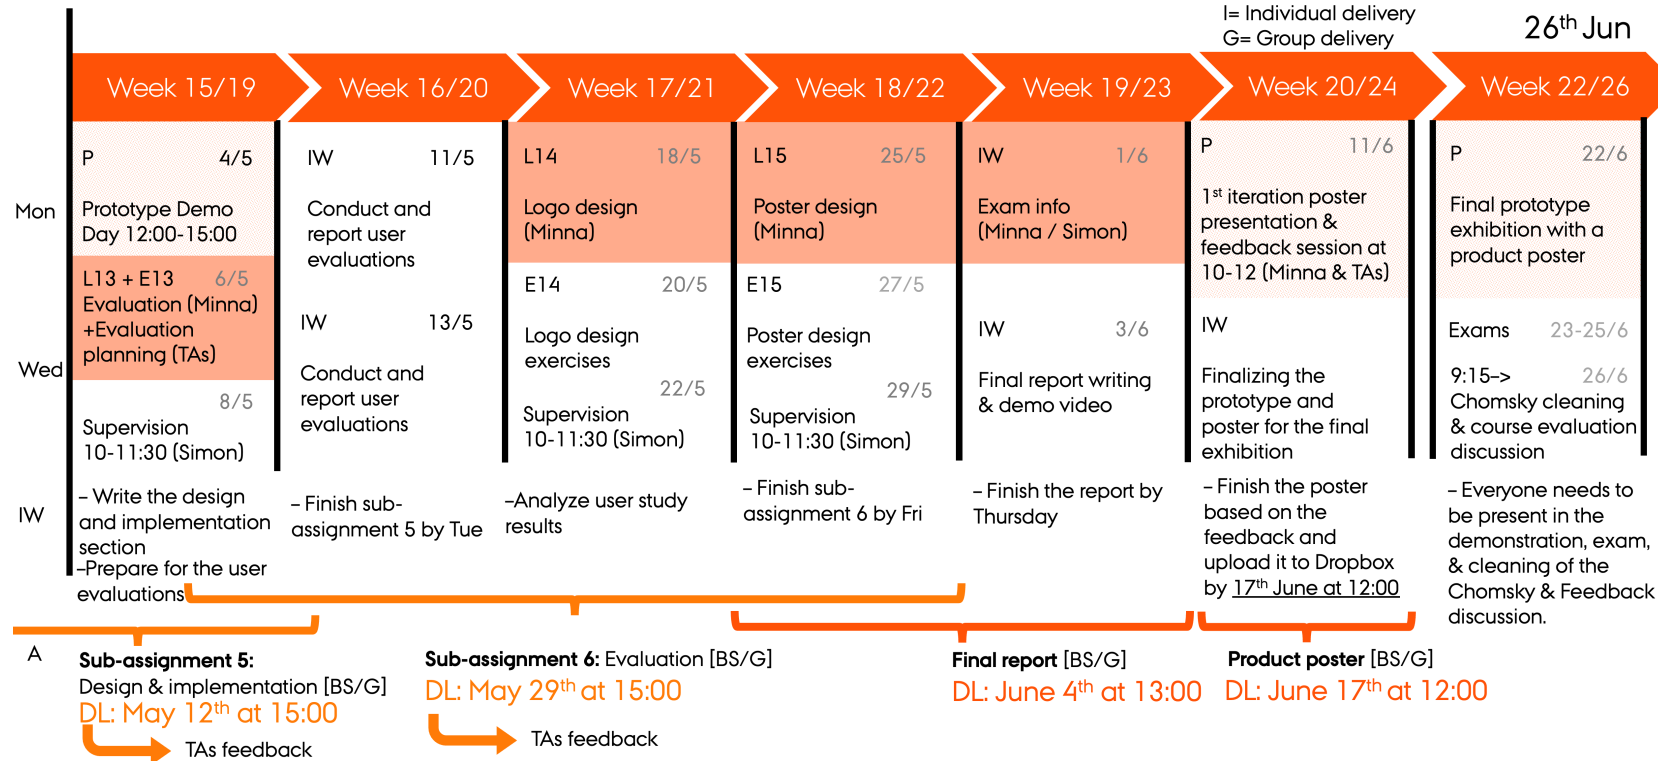 I= Individual delivery
G= Group delivery
26th Jun
Week 15/19
Week 16/20
Week 17/21
Week 18/22
Week 19/23
Week 20/24
Week 22/26
Mon
Wed
IW
A
P 4/5
Prototype Demo
Day 12:00-15:00
L13 + E13 6/5
Evaluation (Minna)
+Evaluation
planning (TAs)
8/5
Supervision
10-11:30 (Simon)
– Write the design
and implementation
section
–Prepare for the user
evaluations
IW 11/5
Conduct and
report user
evaluations
IW 13/5
Conduct and
report user
evaluations
– Finish sub-
assignment 5 by Tue
L14 18/5
Logo design
(Minna)
E14 20/5
Logo design
exercises
22/5
Supervision
10-11:30 (Simon)
–Analyze user study
results
L15 25/5
Poster design
(Minna)
E15 27/5
Poster design
exercises
29/5
Supervision
10-11:30 (Simon)
– Finish sub-
assignment 6 by Fri
IW 1/6
Exam info
(Minna / Simon)
IW 3/6
Final report writing
& demo video
– Finish the report by
Thursday
P 11/6
1st iteration poster
presentation &
feedback session at
10-12 (Minna & TAs)
IW
Finalizing the
prototype and
poster for the final
exhibition
– Finish the poster
based on the
feedback and
upload it to Dropbox
by 17th June at 12:00
P 22/6
Final prototype
exhibition with a
product poster
Exams 23-25/6
9:15–> 26/6
Chomsky cleaning
& course evaluation
discussion
– Everyone needs to
be present in the
demonstration, exam,
& cleaning of the
Chomsky & Feedback
discussion.
Sub-assignment 5:
Design & implementation [BS/G]
DL: May 12th at 15:00
TAs feedback
Sub-assignment 6: Evaluation [BS/G]
DL: May 29th at 15:00
TAs feedback
Final report [BS/G]
DL: June 4th at 13:00
Product poster [BS/G]
DL: June 17th at 12:00